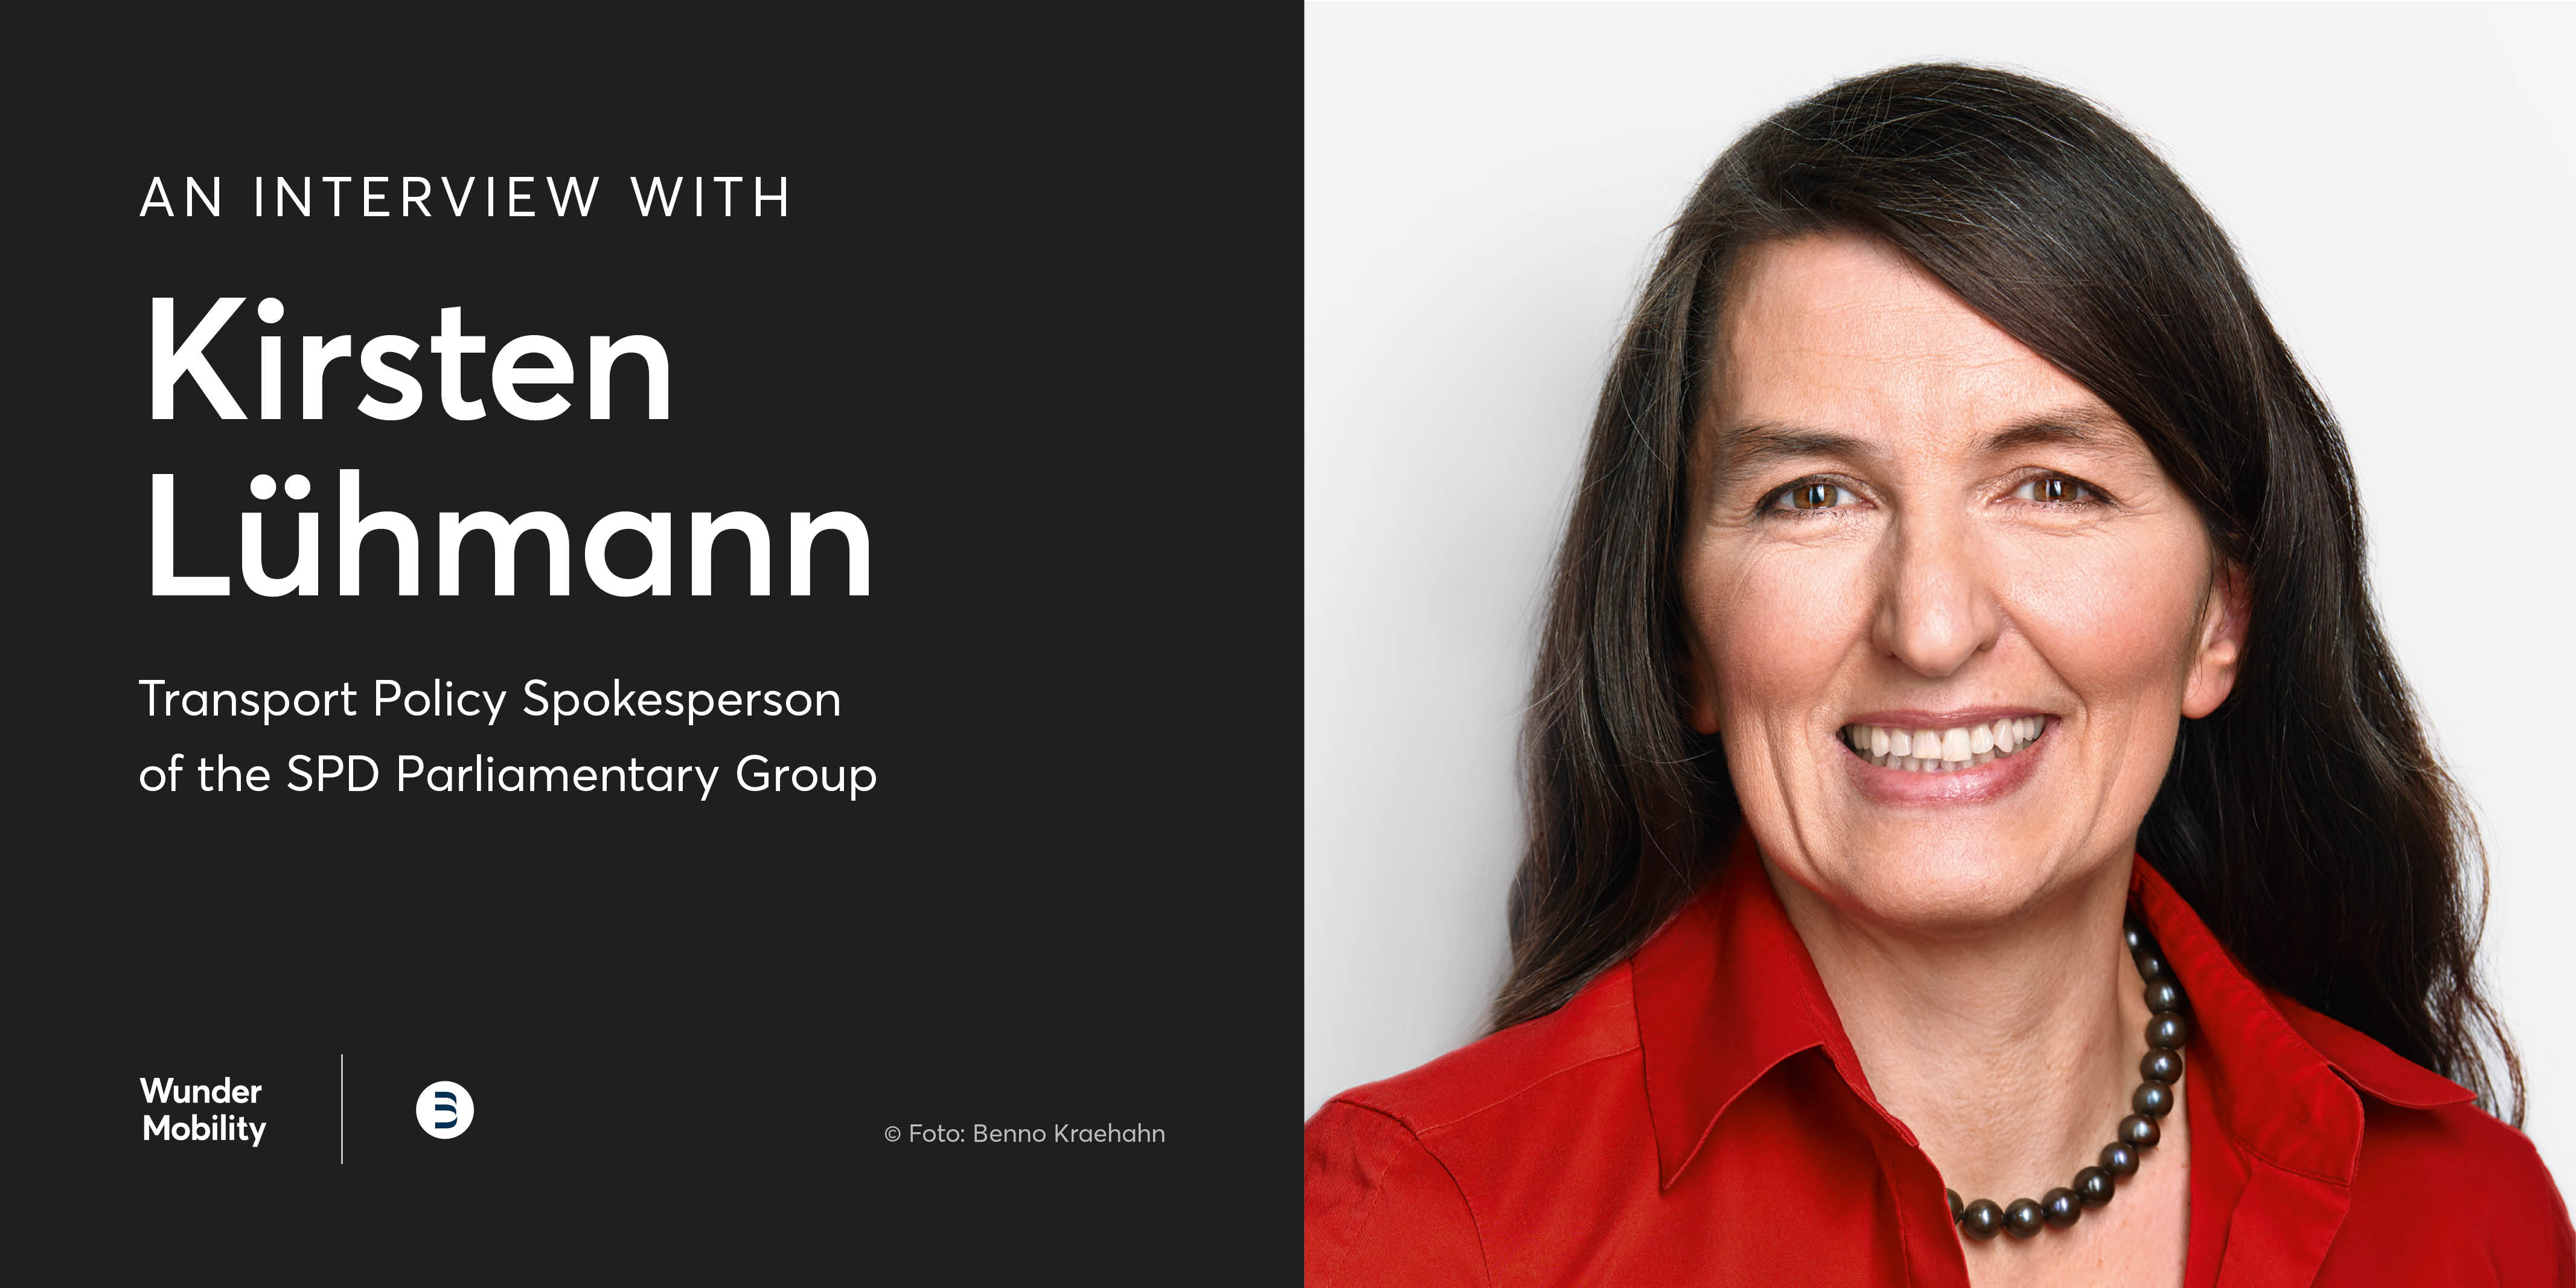 AN INTERVIEW WITH
Kirsten
Lühmann
Transport Policy Spokesperson
of the SPD Parliamentary Group
Wunder
Mobility
© Foto: Benno Kraehahn